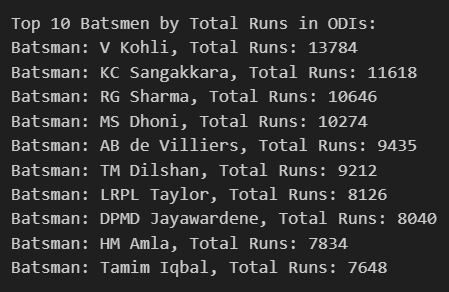 Top 10 Batsmen by Total Runs in ODIs:
Batsman: V Kohli, Total Runs: 13784
Batsman: KC Sangakkara, Total Runs: 11618
Batsman: RG Sharma, Total Runs: 10646
Batsman: MS Dhoni, Total Runs: 10274
Batsman: AB de Villiers, Total Runs: 9435
Batsman: TM Dilshan, Total Runs: 9212
Batsman: LRPL Taylor, Total Runs: 8126
Batsman: DPMD Jayawardene, Total Runs: 8040
Batsman: HM Amla, Total Runs: 7834
Batsman: Tamim Iqbal, Total Runs: 7648